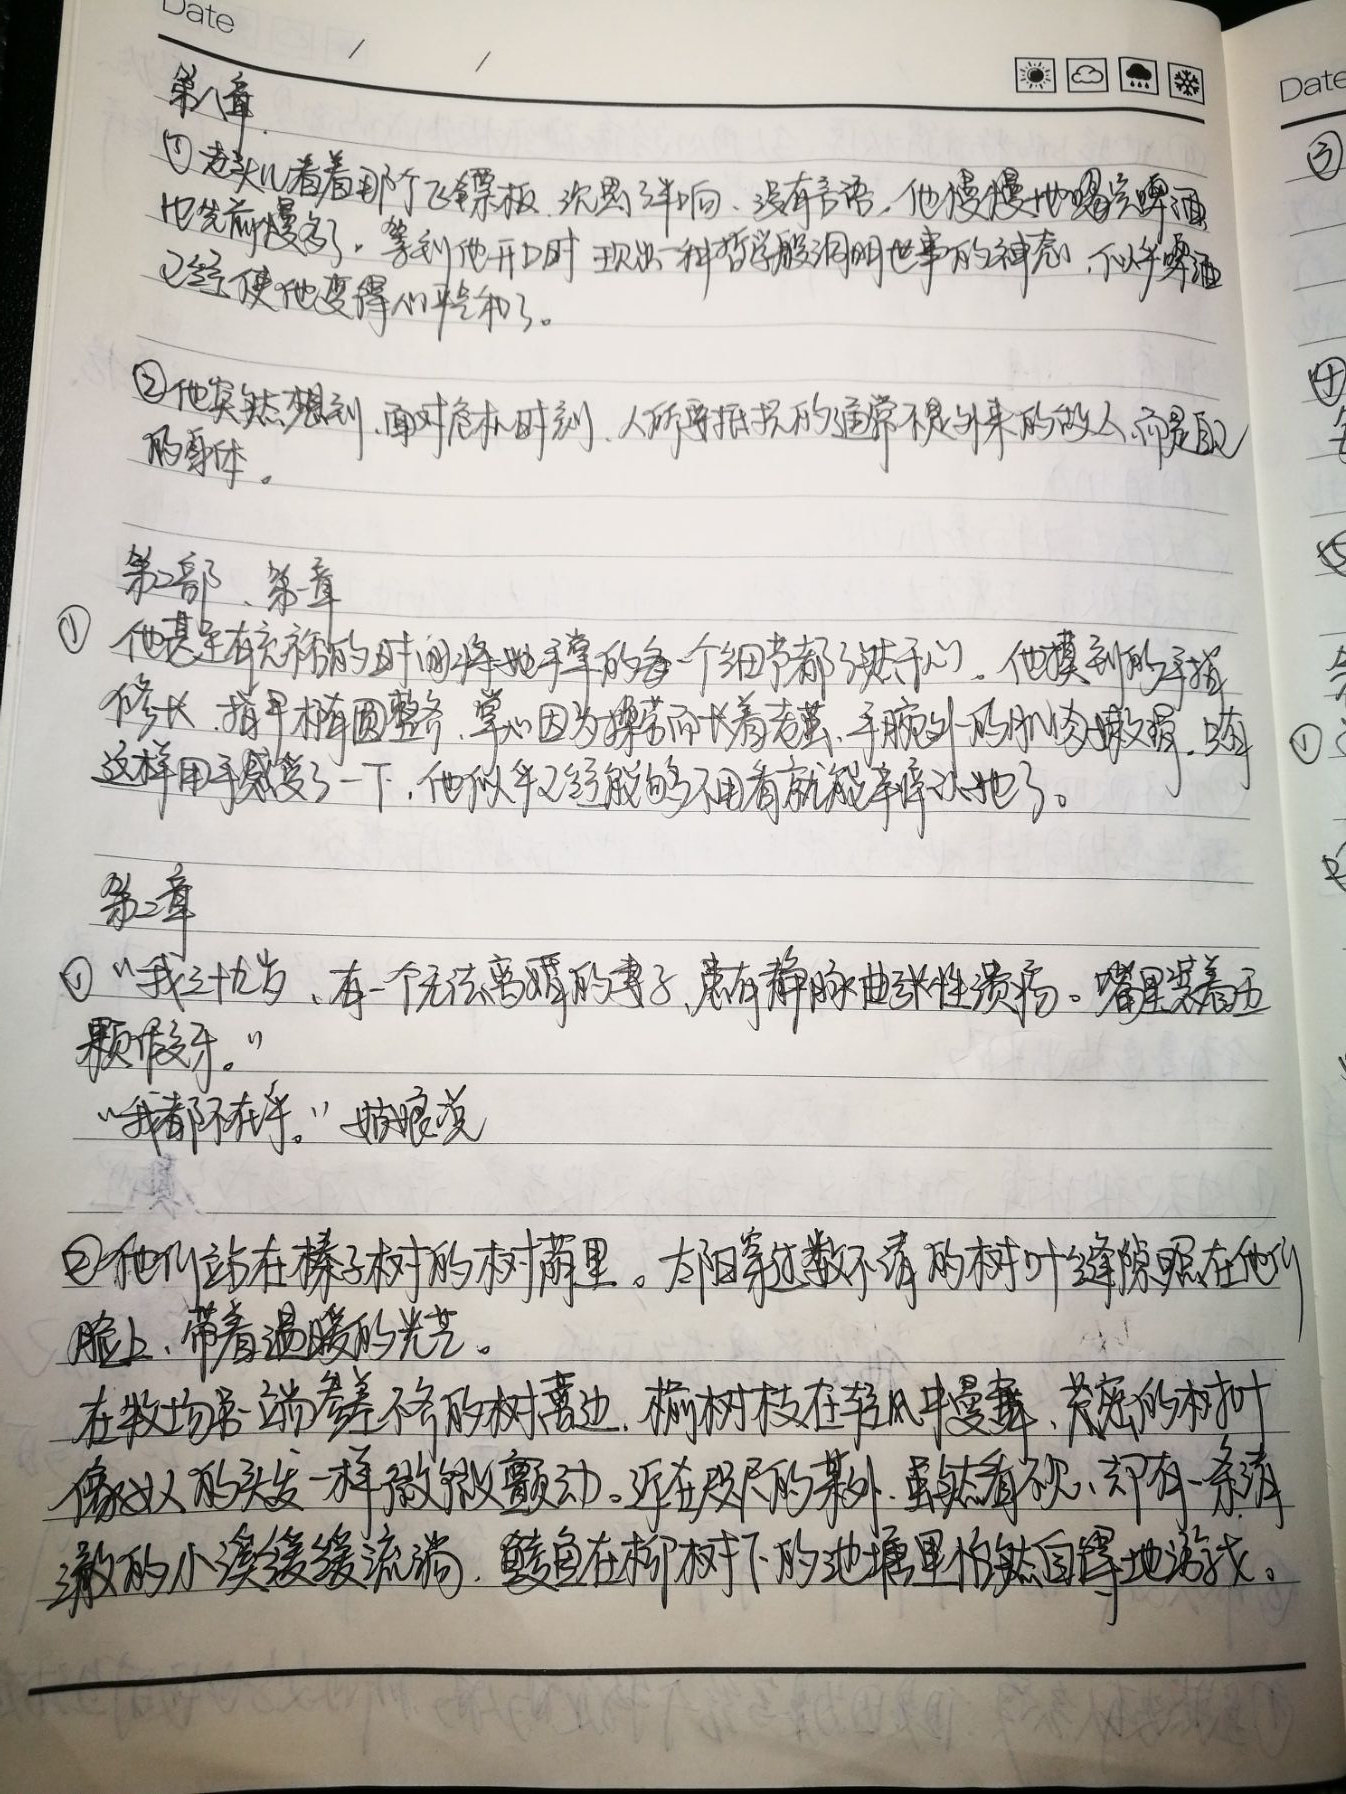 Date
/ /
第八章
①老头儿看着那个飞镖板、沉思了半响、没有言语，他慢慢地嘬完啤酒
比先前慢多了。等到他开口时 现出一种哲学般洞明世事的神态、似乎啤酒
已经使他变得心平气和了。
②他突然想到、面对危机时刻、人所要抵抗的通常不是外来的敌人、而是自己
的身体。
第二部、第一章
① 他甚至有充裕的时间将她手掌的每一个细节都了然于心。他摸到的手指
修长、指甲椭圆整齐、掌心因为操劳而长着老茧、手腕外的肌肉嫩滑、只有
这样用手感觉了一下、他似乎已经能够不用看就能辨认她了。
第二章
①“我三十九岁、有一个无法离婚的妻子、患有静脉曲张性溃疡。嘴里装着五
颗假牙。”
“我都不在乎。”姑娘说
②他们站在榛子树的树荫里。太阳穿过数不清的树叶缝隙照在他们
脸上、带着温暖的光芒。
在牧场另一端参差不齐的树篱边、榆树枝在轻风中曼舞、茂密的树叶
像女人的头发一样微微颤动。近在咫尺的某处、虽然看不见、却有一条清
澈的小溪缓缓流淌、鲮鱼在柳树下的池塘里怡然自得地游戏。
Date
③
④
⑤
①